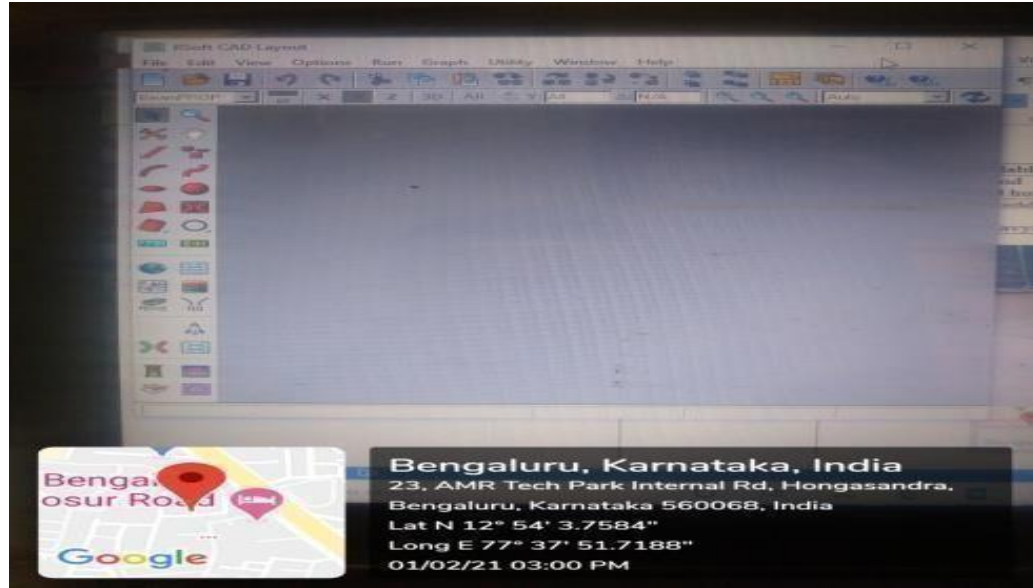 RSoft CAD Layout
File Edit View Options Run Graph Utility Window Help
BeamPROP X Z 3D All Y All N/A Auto
Bengaluru, Karnataka, India
23, AMR Tech Park Internal Rd, Hongasandra,
Bengaluru, Karnataka 560068, India
Lat N 12° 54' 3.7584"
Long E 77° 37' 51.7188"
01/02/21 03:00 PM
Benga
osur Road
Google